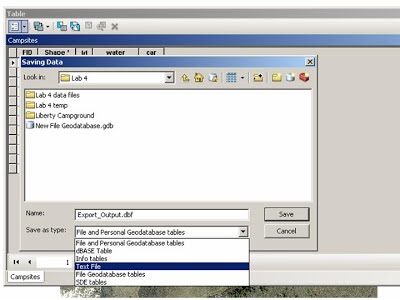 Table
Campsites
FID Shape * lvl water car
Saving Data
Look in: Lab 4
Lab 4 data files
Lab 4 temp
Liberty Campground
New File Geodatabase.gdb
Name: Export_Output.dbf Save
Save as type: File and Personal Geodatabase tables Cancel
File and Personal Geodatabase tables
dBASE Table
Info tables
Text File
File Geodatabase tables
SDE tables
1
Campsites